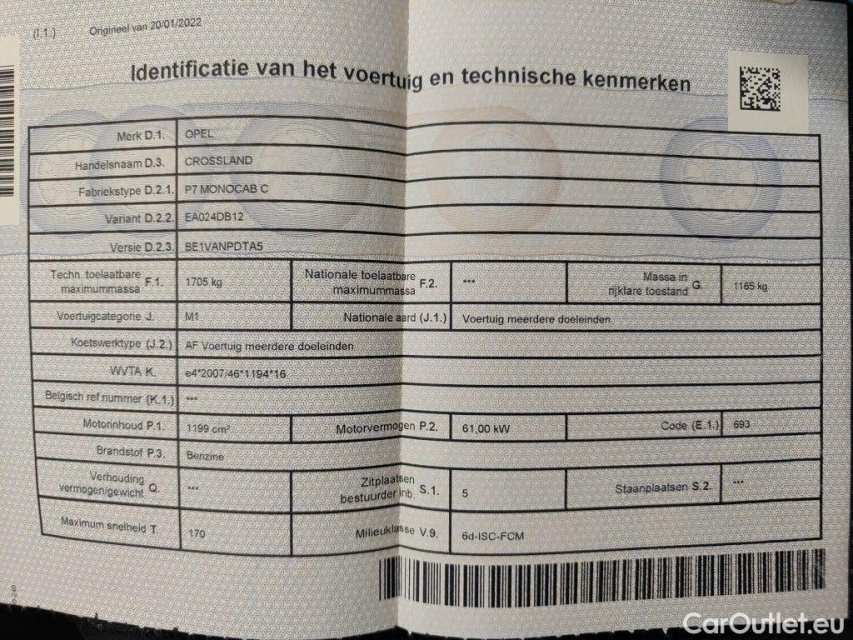 (I.1.) Origineel van 20/01/2022
Identificatie van het voertuig en technische kenmerken
Merk D.1. OPEL
Handelsnaam D.3. CROSSLAND
Fabriekstype D.2.1. P7 MONOCAB C
Variant D.2.2. EA024DB12
Versie D.2.3. BE1VANPDTA5
Techn. toelaatbare maximummassa F.1. 1705 kg Nationale toelaatbare maximummassa F.2. *** Massa in rijklare toestand G. 1165 kg
Voertuigcategorie J. M1 Nationale aard (J.1.) Voertuig meerdere doeleinden
Koetswerktype (J.2.) AF Voertuig meerdere doeleinden
WVTA K. e4*2007/46*1194*16
Belgisch ref.nummer (K.1.) ***
Motorinhoud P.1. 1199 cm³ Motorvermogen P.2. 61,00 kW Code (E.1.) 693
Brandstof P.3. Benzine
Verhouding vermogen/gewicht Q. *** Zitplaatsen bestuurder inb. S.1. 5 Staanplaatsen S.2. ***
Maximum snelheid T. 170 Milieuklasse V.9. 6d-ISC-FCM
CarOutlet.eu